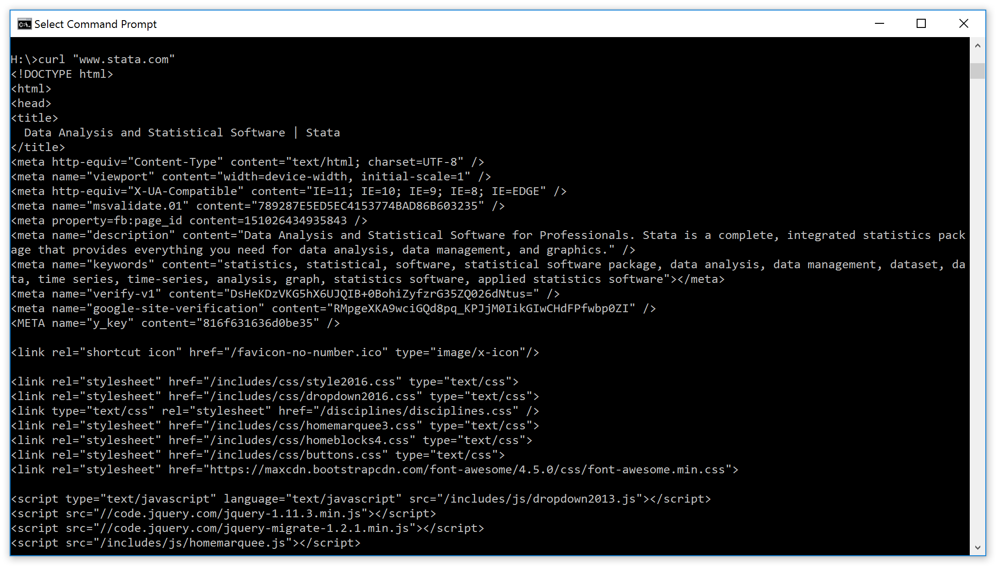 Select Command Prompt
H:\>curl "www.stata.com"
<!DOCTYPE html>
<html>
<head>
<title>
  Data Analysis and Statistical Software | Stata
</title>
<meta http-equiv="Content-Type" content="text/html; charset=UTF-8" />
<meta name="viewport" content="width=device-width, initial-scale=1" />
<meta http-equiv="X-UA-Compatible" content="IE=11; IE=10; IE=9; IE=8; IE=EDGE" />
<meta name="msvalidate.01" content="789287E5ED5EC4153774BAD86B603235" />
<meta property=fb:page_id content=151026434935843 />
<meta name="description" content="Data Analysis and Statistical Software for Professionals. Stata is a complete, integrated statistics pack
age that provides everything you need for data analysis, data management, and graphics." />
<meta name="keywords" content="statistics, statistical, software, statistical software package, data analysis, data management, dataset, da
ta, time series, time-series, analysis, graph, statistics software, applied statistics software"></meta>
<meta name="verify-v1" content="DsHeKDzVKG5hX6UJQIB+0BohiZyfzrG35ZQ026dNtus=" />
<meta name="google-site-verification" content="RMpgeXKA9wciGQd8pq_KPJjM0IikGIwCHdFPfwbp0ZI" />
<META name="y_key" content="816f631636d0be35" />
<link rel="shortcut icon" href="/favicon-no-number.ico" type="image/x-icon"/>
<link rel="stylesheet" href="/includes/css/style2016.css" type="text/css">
<link rel="stylesheet" href="/includes/css/dropdown2016.css" type="text/css">
<link type="text/css" rel="stylesheet" href="/disciplines/disciplines.css" />
<link rel="stylesheet" href="/includes/css/homemarquee3.css" type="text/css">
<link rel="stylesheet" href="/includes/css/homeblocks4.css" type="text/css">
<link rel="stylesheet" href="/includes/css/buttons.css" type="text/css">
<link rel="stylesheet" href="https://maxcdn.bootstrapcdn.com/font-awesome/4.5.0/css/font-awesome.min.css">
<script type="text/javascript" language="text/javascript" src="/includes/js/dropdown2013.js"></script>
<script src="//code.jquery.com/jquery-1.11.3.min.js"></script>
<script src="//code.jquery.com/jquery-migrate-1.2.1.min.js"></script>
<script src="/includes/js/homemarquee.js"></script>